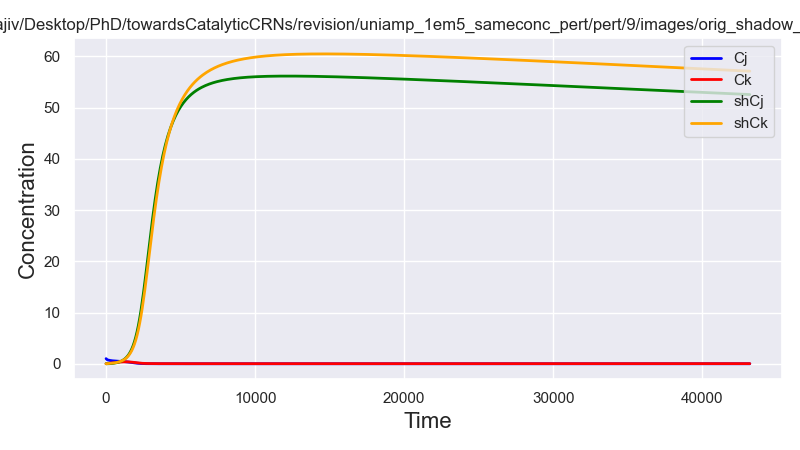 ajiv/Desktop/PhD/towardsCatalyticCRNs/revision/uniamp_1em5_sameconc_pert/pert/9/images/orig_shadow_
60
50
40
30
20
10
0
Concentration
0 10000 20000 30000 40000
Time
Cj
Ck
shCj
shCk